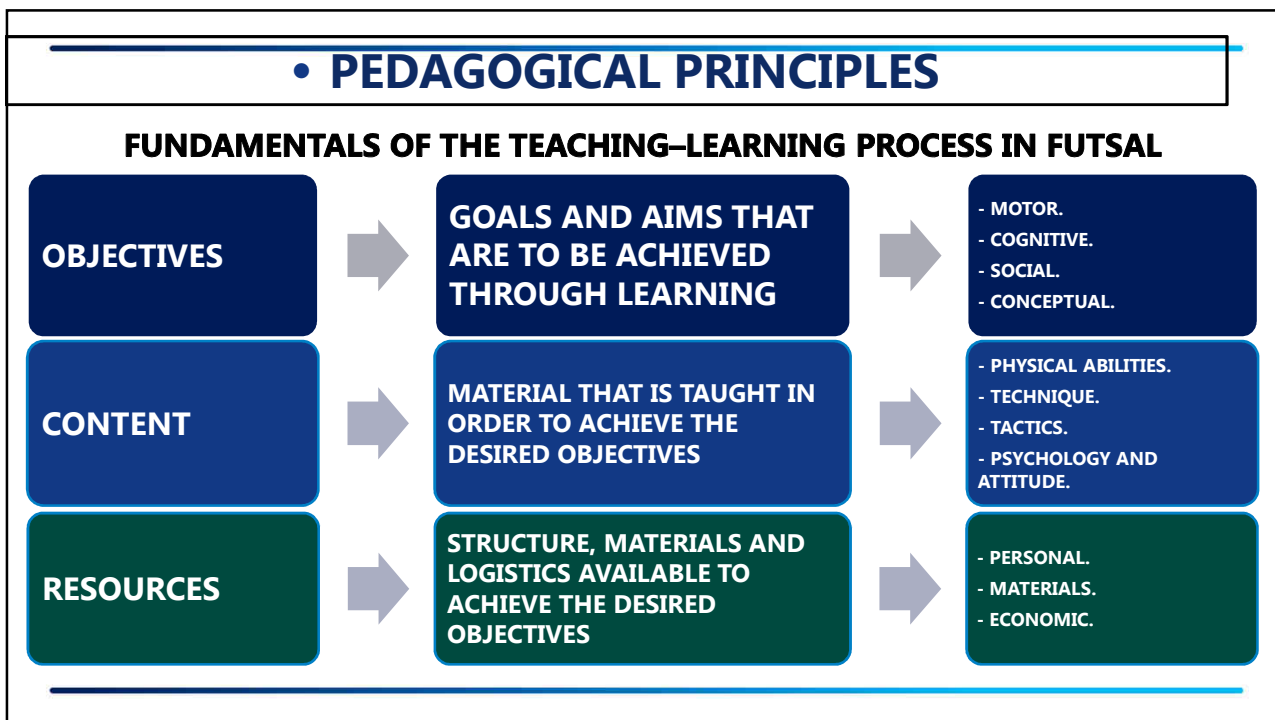 • PEDAGOGICAL PRINCIPLES
FUNDAMENTALS OF THE TEACHING–LEARNING PROCESS IN FUTSAL
OBJECTIVES
GOALS AND AIMS THAT
ARE TO BE ACHIEVED
THROUGH LEARNING
- MOTOR.
- COGNITIVE.
- SOCIAL.
- CONCEPTUAL.
CONTENT
MATERIAL THAT IS TAUGHT IN
ORDER TO ACHIEVE THE
DESIRED OBJECTIVES
- PHYSICAL ABILITIES.
- TECHNIQUE.
- TACTICS.
- PSYCHOLOGY AND
ATTITUDE.
RESOURCES
STRUCTURE, MATERIALS AND
LOGISTICS AVAILABLE TO
ACHIEVE THE DESIRED
OBJECTIVES
- PERSONAL.
- MATERIALS.
- ECONOMIC.